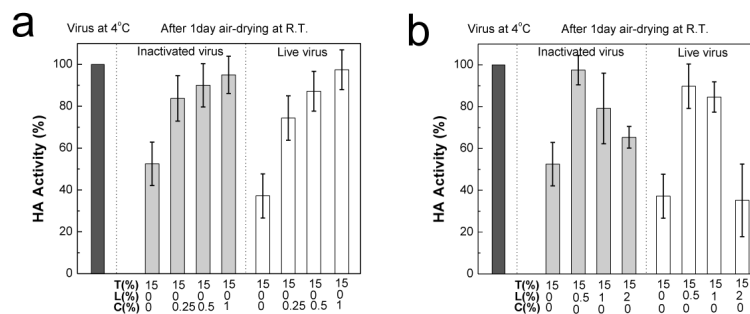 a
Virus at 4°C After 1day air-drying at R.T.
Inactivated virus Live virus
HA Activity (%)
100
80
60
40
20
0
T(%) 15 15 15 15 15 15 15 15
L(%) 0 0 0 0 0 0 0 0
C(%) 0 0.25 0.5 1 0 0.25 0.5 1
b
Virus at 4°C After 1day air-drying at R.T.
Inactivated virus Live virus
HA Activity (%)
100
80
60
40
20
0
T(%) 15 15 15 15 15 15 15 15
L(%) 0 0.5 1 2 0 0.5 1 2
C(%) 0 0 0 0 0 0 0 0